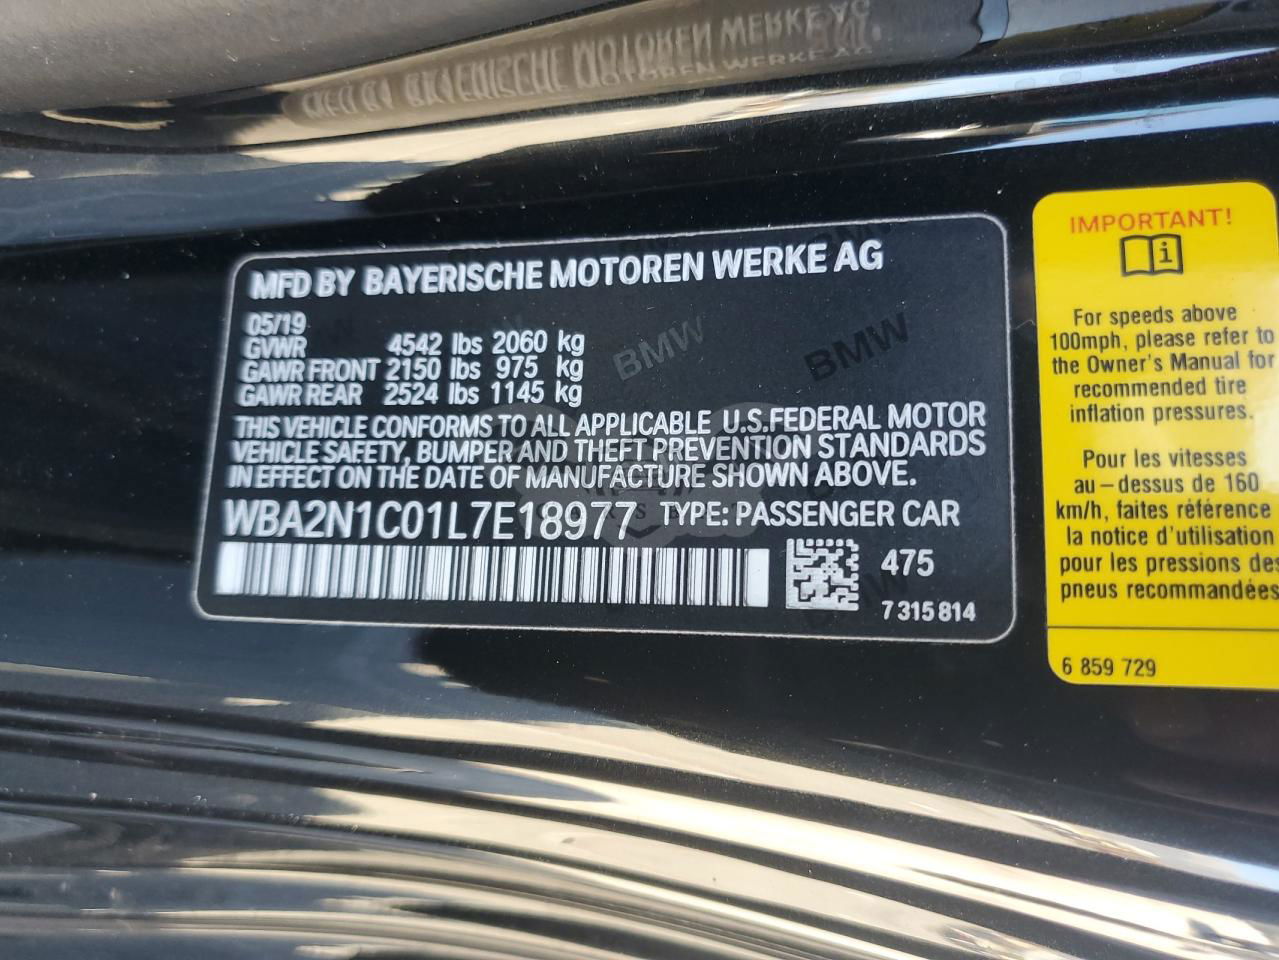 MFD BY BAYERISCHE MOTOREN WERKE AG
05/19
GVWR 4542 lbs 2060 kg
GAWR FRONT 2150 lbs 975 kg
GAWR REAR 2524 lbs 1145 kg
THIS VEHICLE CONFORMS TO ALL APPLICABLE U.S.FEDERAL MOTOR
VEHICLE SAFETY, BUMPER AND THEFT PREVENTION STANDARDS
IN EFFECT ON THE DATE OF MANUFACTURE SHOWN ABOVE.
WBA2N1C01L7E18977 TYPE: PASSENGER CAR
475
7 315 814
BMW
BMW
IMPORTANT!
For speeds above
100mph, please refer to
the Owner's Manual for
recommended tire
inflation pressures.
Pour les vitesses
au-dessus de 160
km/h, faites référence
la notice d'utilisation
pour les pressions des
pneus recommandées
6 859 729